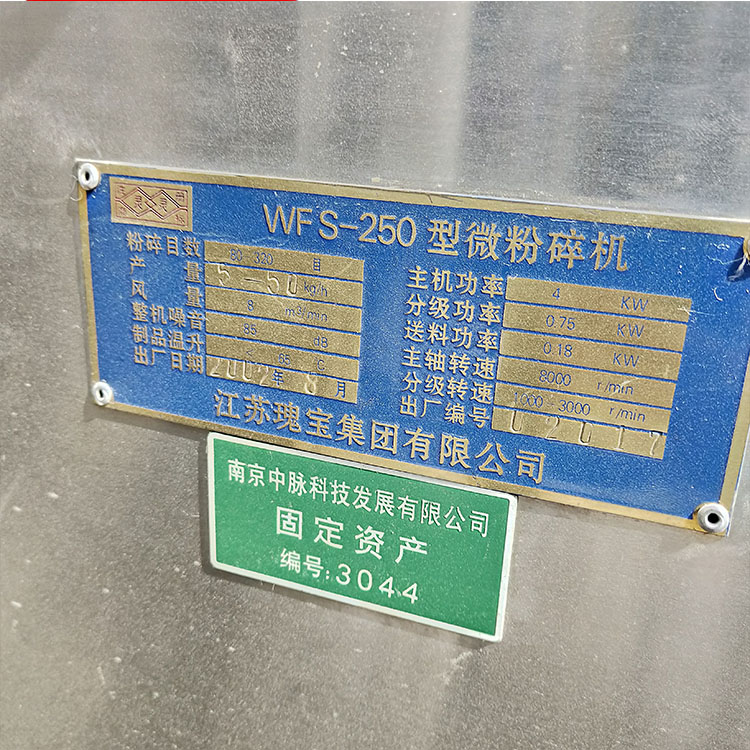 WFS-250型微粉碎机
粉碎目数 80-320 目
产量 5-50 kg/h
风量 8 m³/min
整机噪音 85 dB
制品温升 < 65 ℃
出厂日期 2002年8月
主机功率 4 KW
分级功率 0.75 KW
送料功率 0.18 KW
主轴转速 8000 r/min
分级转速 1000-3000 r/min
出厂编号 02017
江苏瑰宝集团有限公司
南京中脉科技发展有限公司
固定资产
编号:3044